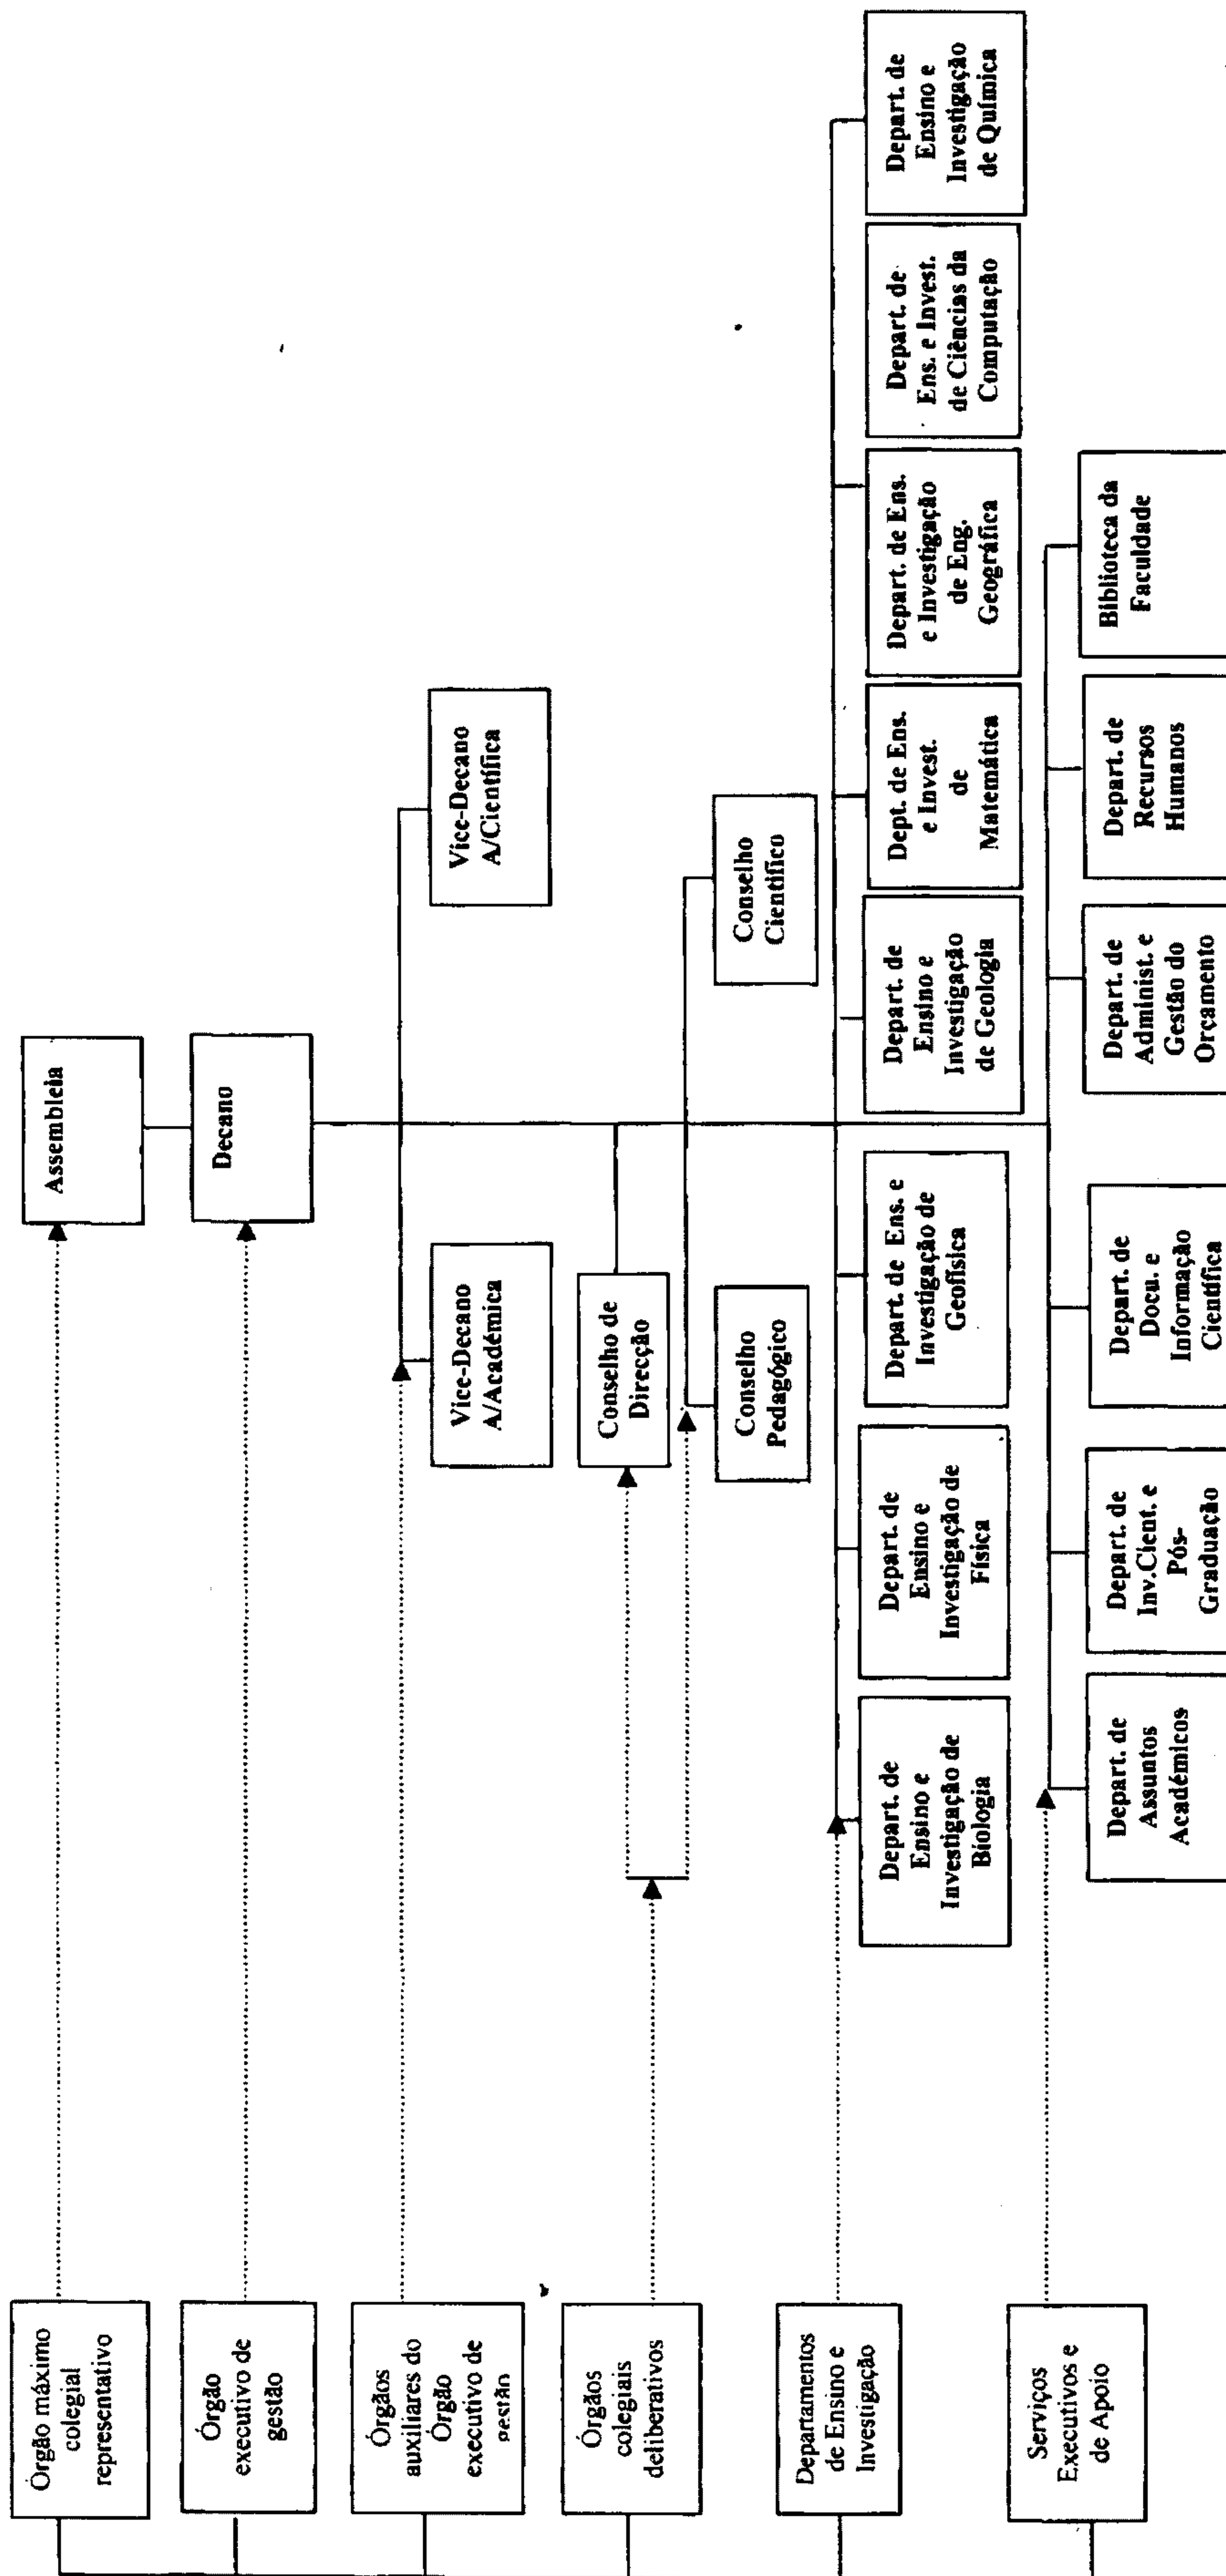 Órgão máximo
colegial
representativo
Assembleia
Órgão
executivo de
gestão
Decano
Órgãos
auxiliares do
Órgão
executivo de
gestão
Vice-Decano
A/Académica
Vice-Decano
A/Científica
Órgãos
colegiais
deliberativos
Conselho de
Direcção
Conselho
Pedagógico
Conselho
Científico
Departamentos
de Ensino e
Investigação
Depart. de
Ensino e
Investigação de
Biologia
Depart. de
Ensino e
Investigação de
Física
Depart. de Ens. e
Investigação de
Geofísica
Depart. de
Ensino e
Investigação
de Geologia
Dept. de Ens.
e Invest.
de
Matemática
Depart. de Ens.
e Investigação
de Eng.
Geográfica
Depart. de
Ens. e Invest.
de Ciências da
Computação
Depart. de
Ensino e
Investigação
de Química
Serviços
Executivos e
de Apoio
Depart. de
Assuntos
Académicos
Depart. de
Inv.Cient. e
Pós-
Graduação
Depart. de
Docu. e
Informação
Científica
Depart. de
Administ. e
Gestão do
Orçamento
Depart. de
Recursos
Humanos
Biblioteca da
Faculdade